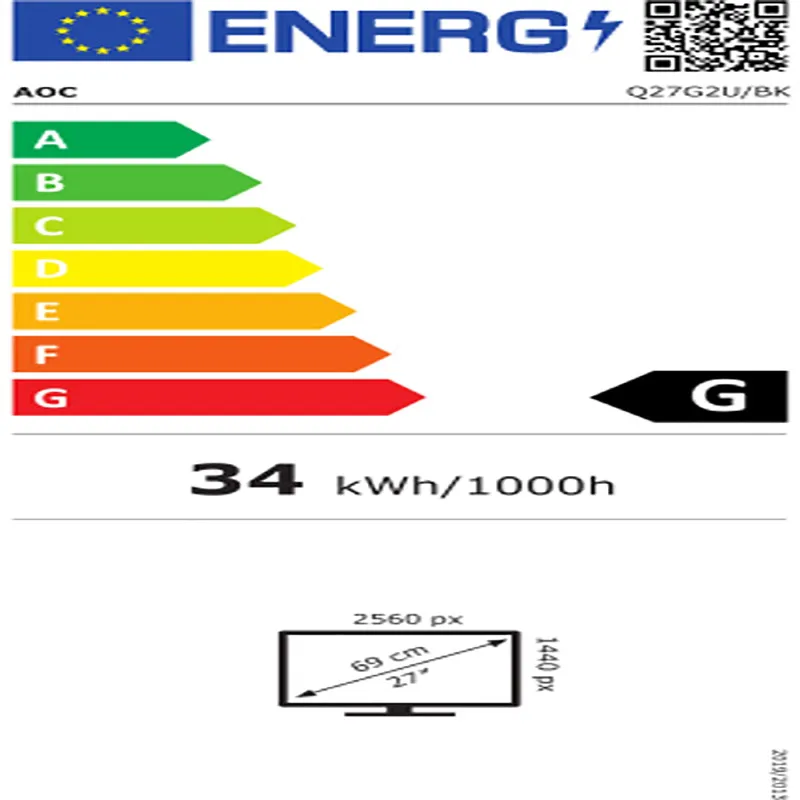 ENERG
AOC
Q27G2U/BK
A
B
C
D
E
F
G
G
34 kWh/1000h
2560 px
1440 px
69 cm
27"
2019/2013